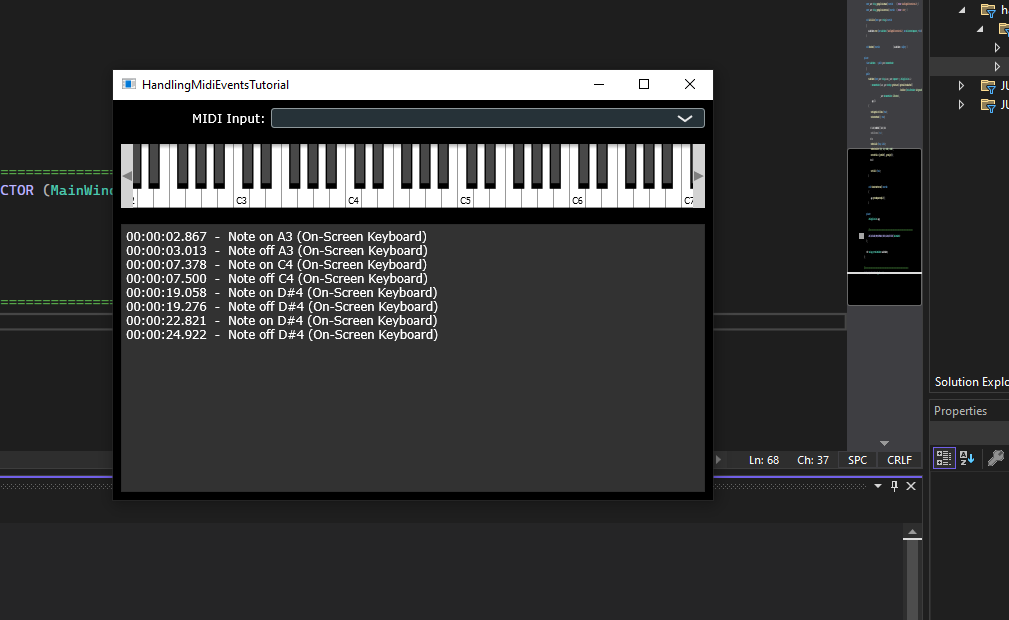 HandlingMidiEventsTutorial
MIDI Input:
C3 C4 C5 C6 C7
00:00:02.867 - Note on A3 (On-Screen Keyboard)
00:00:03.013 - Note off A3 (On-Screen Keyboard)
00:00:07.378 - Note on C4 (On-Screen Keyboard)
00:00:07.500 - Note off C4 (On-Screen Keyboard)
00:00:19.058 - Note on D#4 (On-Screen Keyboard)
00:00:19.276 - Note off D#4 (On-Screen Keyboard)
00:00:22.821 - Note on D#4 (On-Screen Keyboard)
00:00:24.922 - Note off D#4 (On-Screen Keyboard)
CTOR (MainWind
Ln: 68 Ch: 37 SPC CRLF
h
JU
JU
Solution Explo
Properties